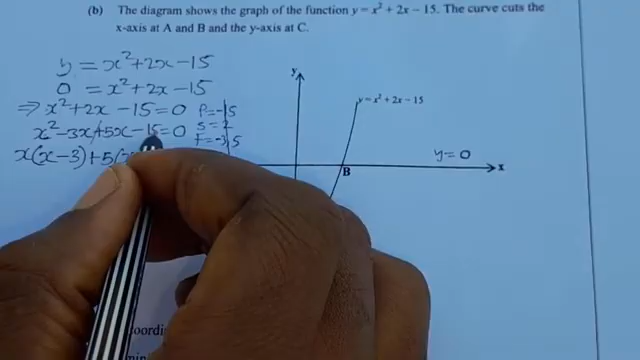 (b) The diagram shows the graph of the function y = x² + 2x - 15. The curve cuts the
x-axis at A and B and the y-axis at C.
y = x² + 2x - 15
0 = x² + 2x - 15
⇒ x² + 2x - 15 = 0
P = -15
x² - 3x + 5x - 15 = 0
S = 2
F = -3, 5
x(x - 3) + 5(x
y
y = x² + 2x - 15
y = 0
B
x